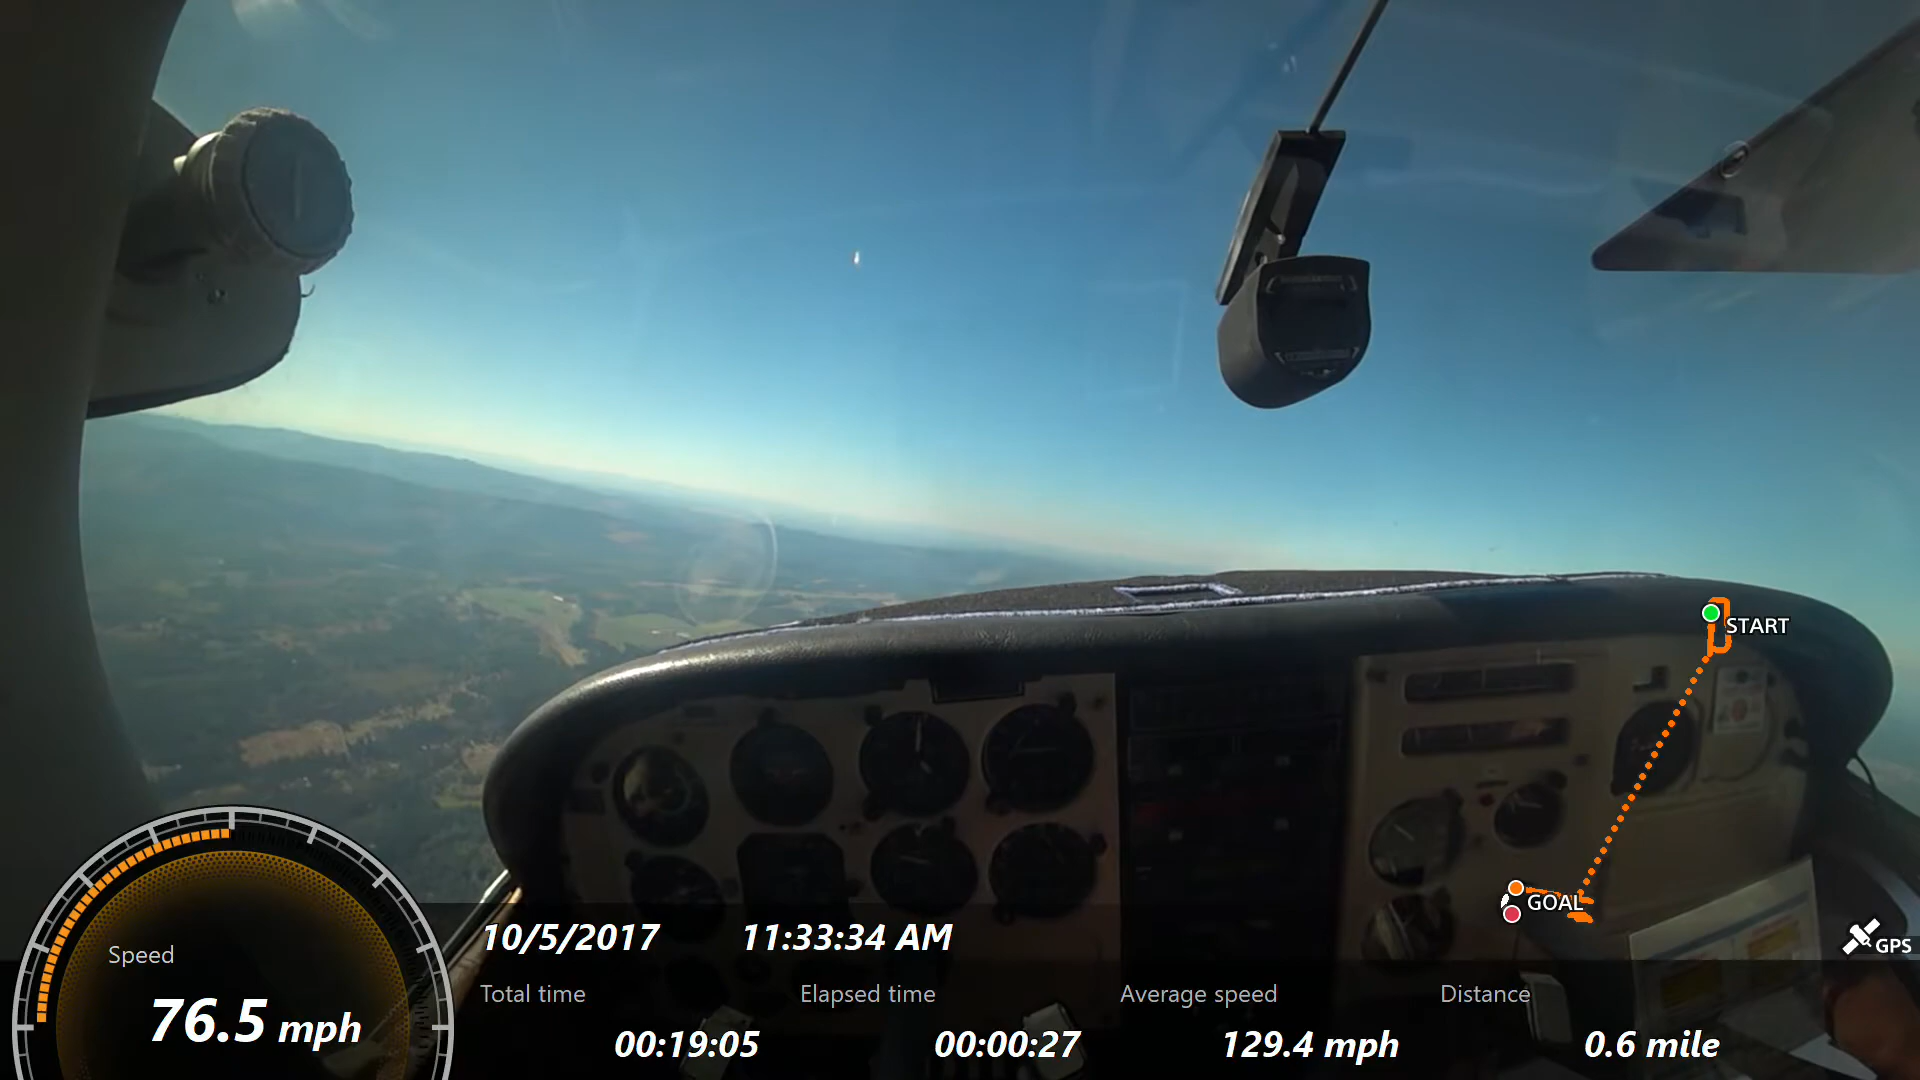 START
GOAL
GPS
Speed
76.5 mph
10/5/2017 11:33:34 AM
Total time
00:19:05
Elapsed time
00:00:27
Average speed
129.4 mph
Distance
0.6 mile